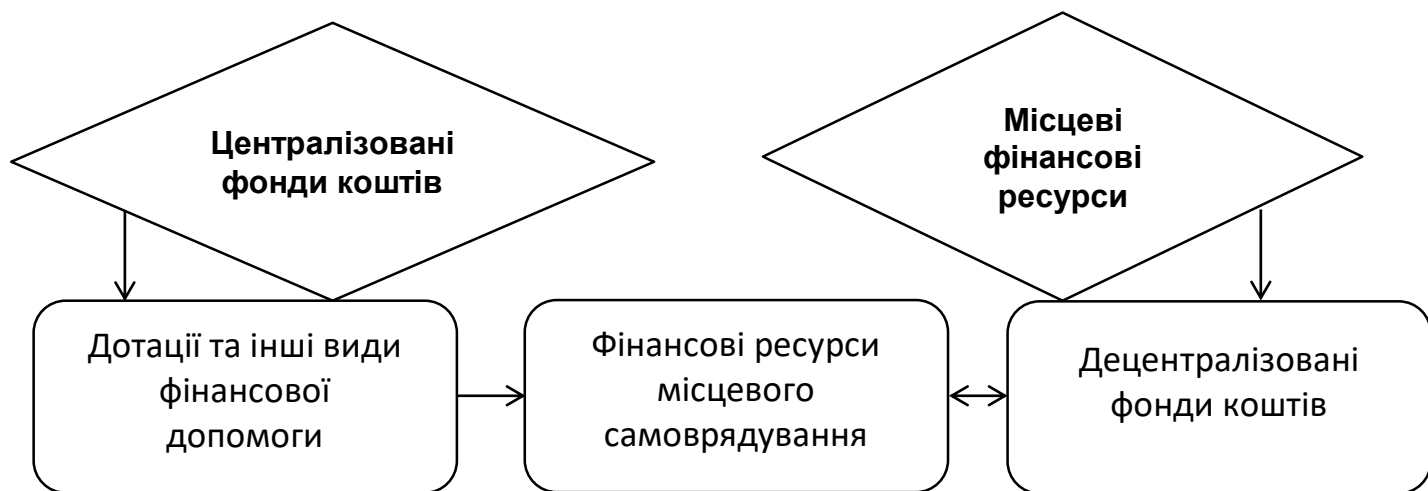 Централізовані
фонди коштів
Місцеві
фінансові
ресурси
Дотації та інші види
фінансової
допомоги
Фінансові ресурси
місцевого
самоврядування
Децентралізовані
фонди коштів